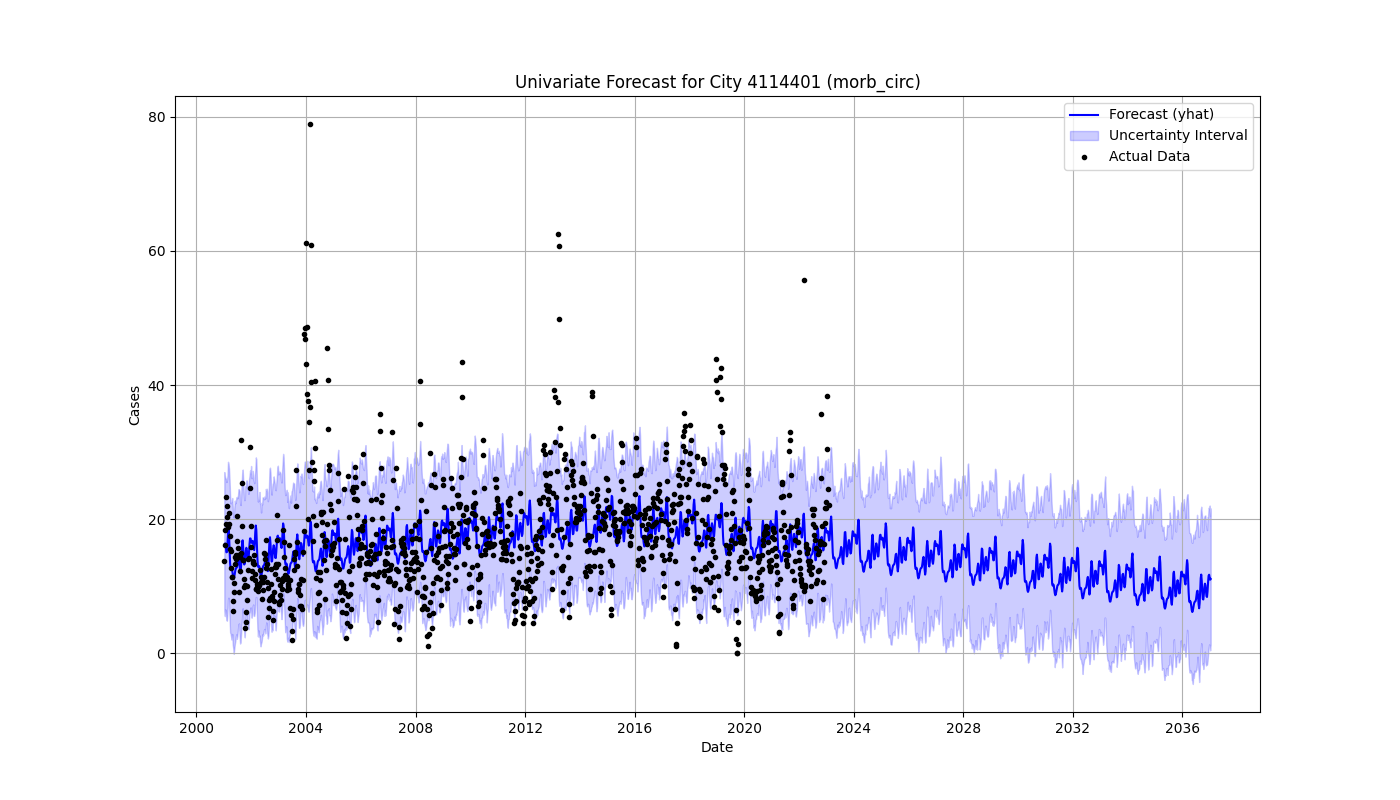 Univariate Forecast for City 4114401 (morb_circ)
Forecast (yhat)
Uncertainty Interval
Actual Data
80
60
40
20
0
Cases
2000 2004 2008 2012 2016 2020 2024 2028 2032 2036
Date